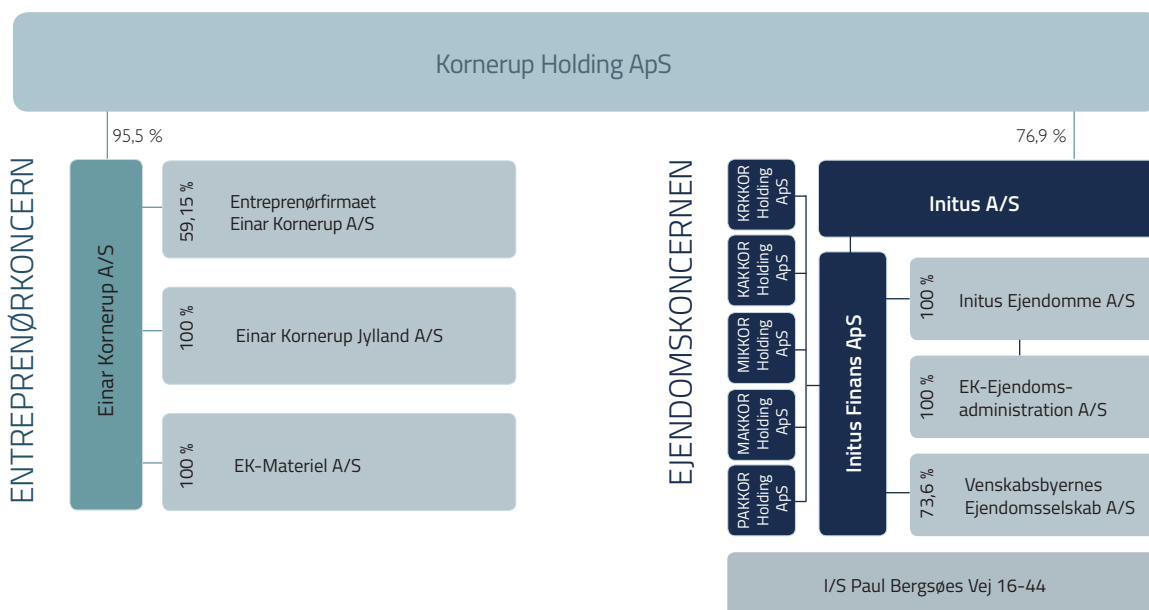 Kornerup Holding ApS
95,5 %
76,9 %
ENTREPRENØRKONCERN
Einar Kornerup A/S
59,15 %
Entreprenørfirmaet
Einar Kornerup A/S
100 %
Einar Kornerup Jylland A/S
100 %
EK-Materiel A/S
EJENDOMSKONCERNEN
KRKKOR
Holding
ApS
KAKKOR
Holding
ApS
MIKKOR
Holding
ApS
MAKKOR
Holding
ApS
PAKKOR
Holding
ApS
Initus A/S
Initus Finans ApS
100 %
Initus Ejendomme A/S
100 %
EK-Ejendoms-
administration A/S
73,6 %
Venskabsbyernes
Ejendomsselskab A/S
I/S Paul Bergsøes Vej 16-44